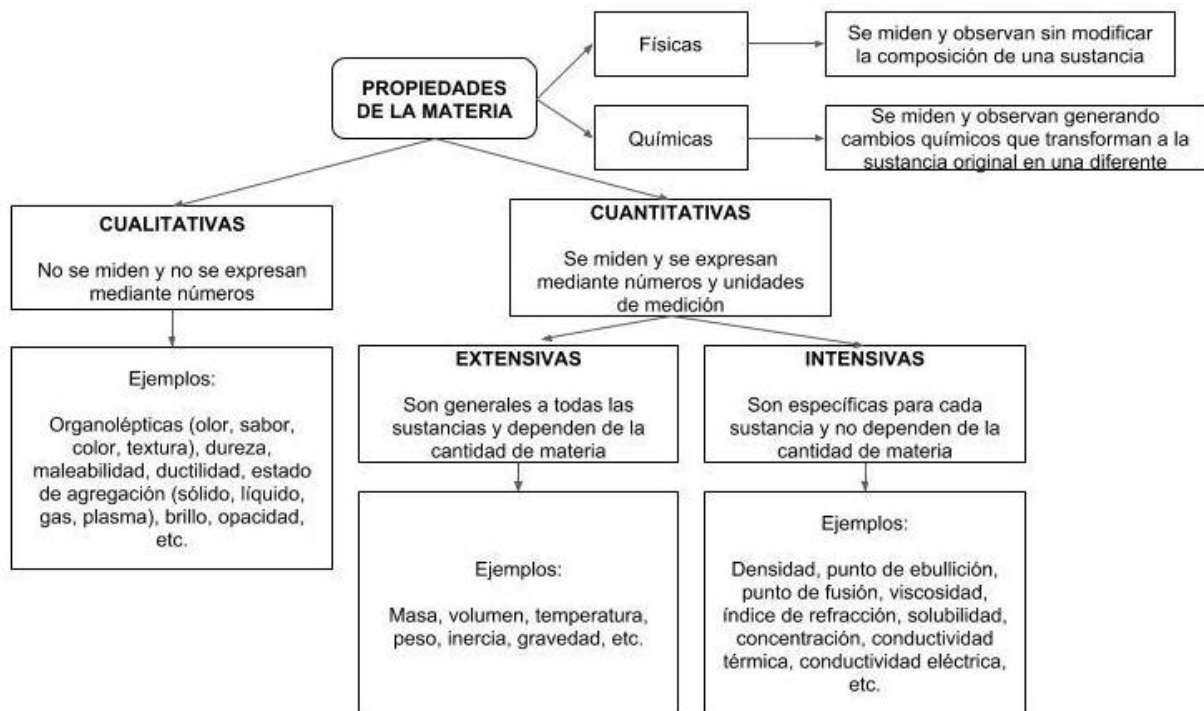 PROPIEDADES
DE LA MATERIA
Físicas
Se miden y observan sin modificar
la composición de una sustancia
Químicas
Se miden y observan generando
cambios químicos que transforman a la
sustancia original en una diferente
CUALITATIVAS
No se miden y no se expresan
mediante números
CUANTITATIVAS
Se miden y se expresan
mediante números y unidades
de medición
Ejemplos:
Organolépticas (olor, sabor,
color, textura), dureza,
maleabilidad, ductilidad, estado
de agregación (sólido, líquido,
gas, plasma), brillo, opacidad,
etc.
EXTENSIVAS
Son generales a todas las
sustancias y dependen de la
cantidad de materia
INTENSIVAS
Son específicas para cada
sustancia y no dependen de la
cantidad de materia
Ejemplos:
Masa, volumen, temperatura,
peso, inercia, gravedad, etc.
Ejemplos:
Densidad, punto de ebullición,
punto de fusión, viscosidad,
índice de refracción, solubilidad,
concentración, conductividad
térmica, conductividad eléctrica,
etc.